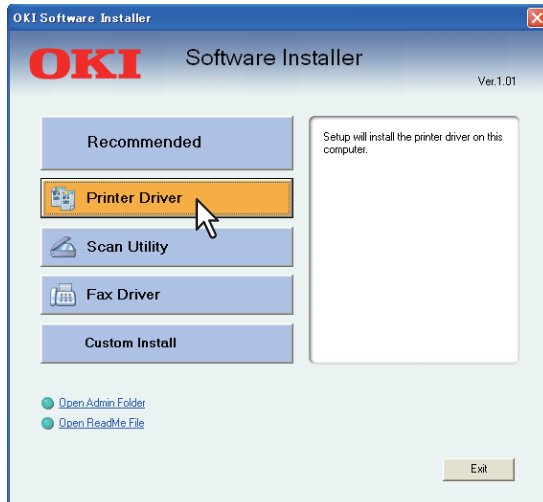 OKI Software Installer
OKI
Software Installer
Ver.1.01
Recommended
Printer Driver
Scan Utility
Fax Driver
Custom Install
Setup will install the printer driver on this
computer.
Open Admin Folder
Open ReadMe File
Exit